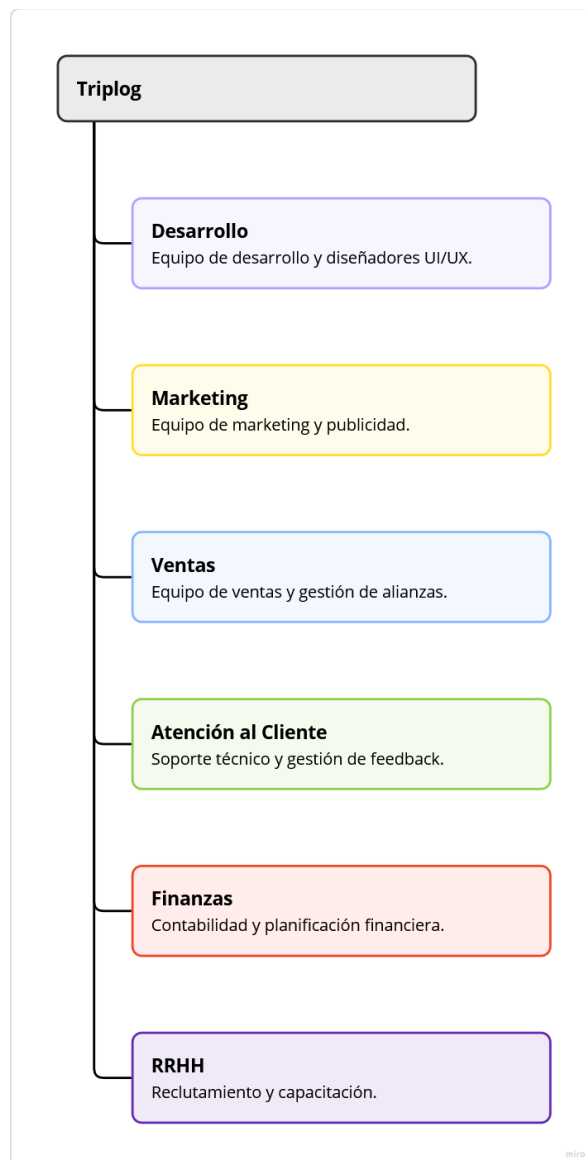 Triplog
Desarrollo
Equipo de desarrollo y diseñadores UI/UX.
Marketing
Equipo de marketing y publicidad.
Ventas
Equipo de ventas y gestión de alianzas.
Atención al Cliente
Soporte técnico y gestión de feedback.
Finanzas
Contabilidad y planificación financiera.
RRHH
Reclutamiento y capacitación.
miro